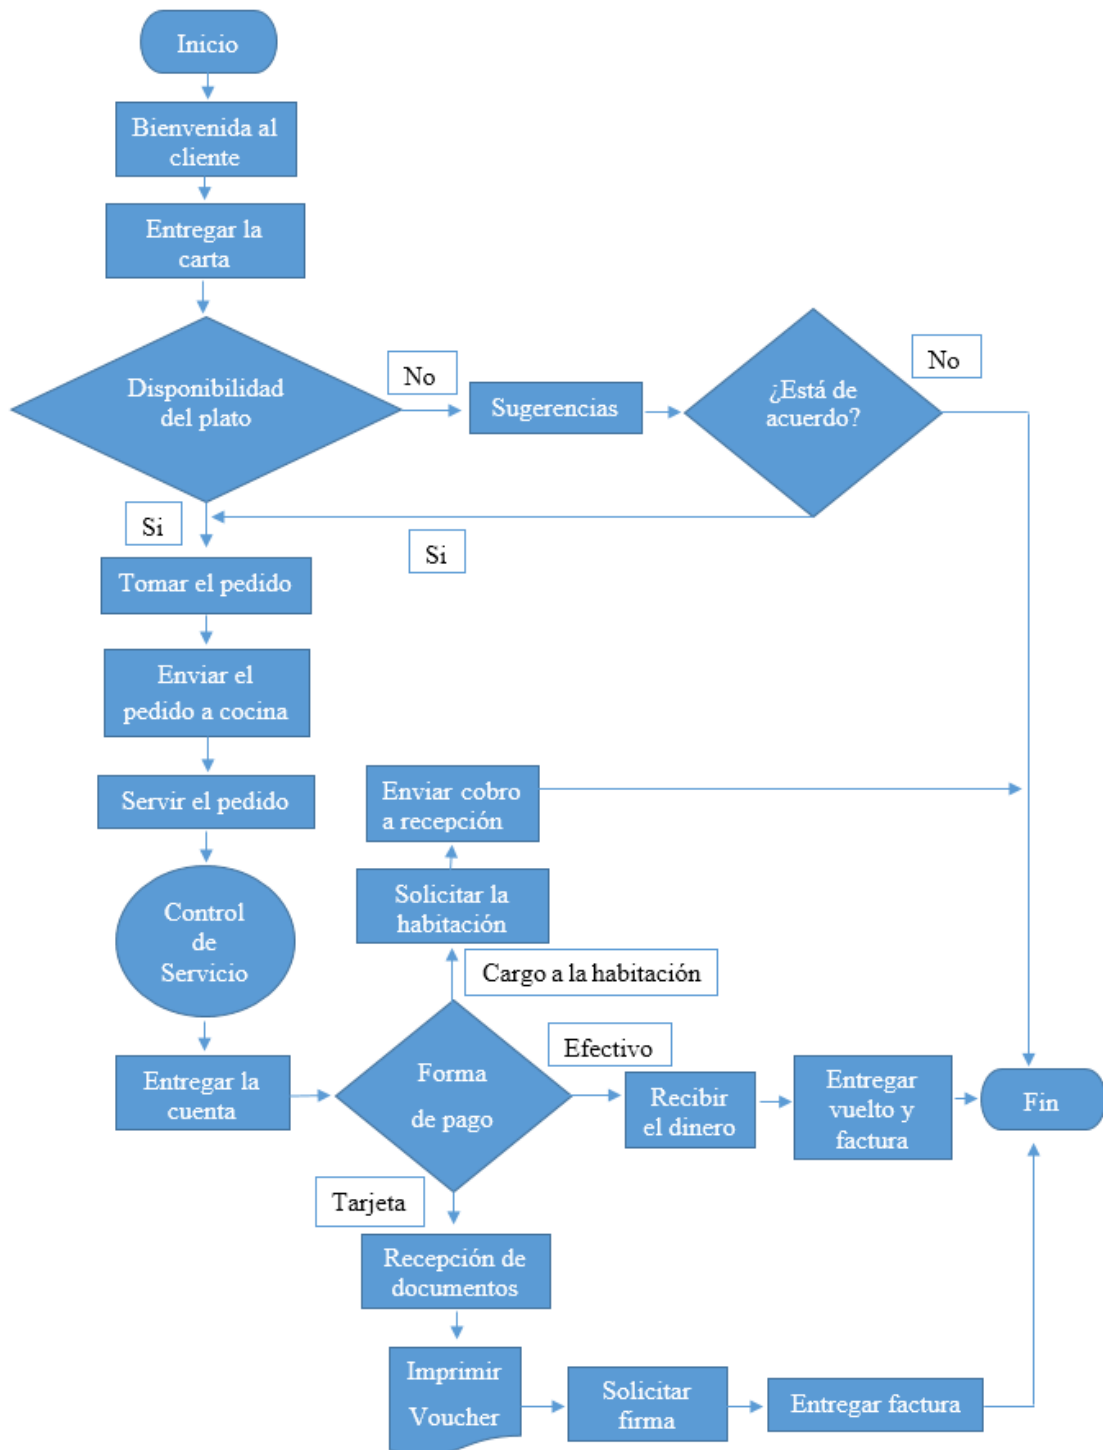 Inicio
Bienvenida al
cliente
Entregar la
carta
Disponibilidad
del plato
No
Sugerencias
¿Está de
acuerdo?
No
Si
Si
Tomar el pedido
Enviar el
pedido a cocina
Servir el pedido
Control
de
Servicio
Entregar la
cuenta
Enviar cobro
a recepción
Solicitar la
habitación
Cargo a la habitación
Forma
de pago
Efectivo
Recibir
el dinero
Entregar
vuelto y
factura
Fin
Tarjeta
Recepción de
documentos
Imprimir
Voucher
Solicitar
firma
Entregar factura